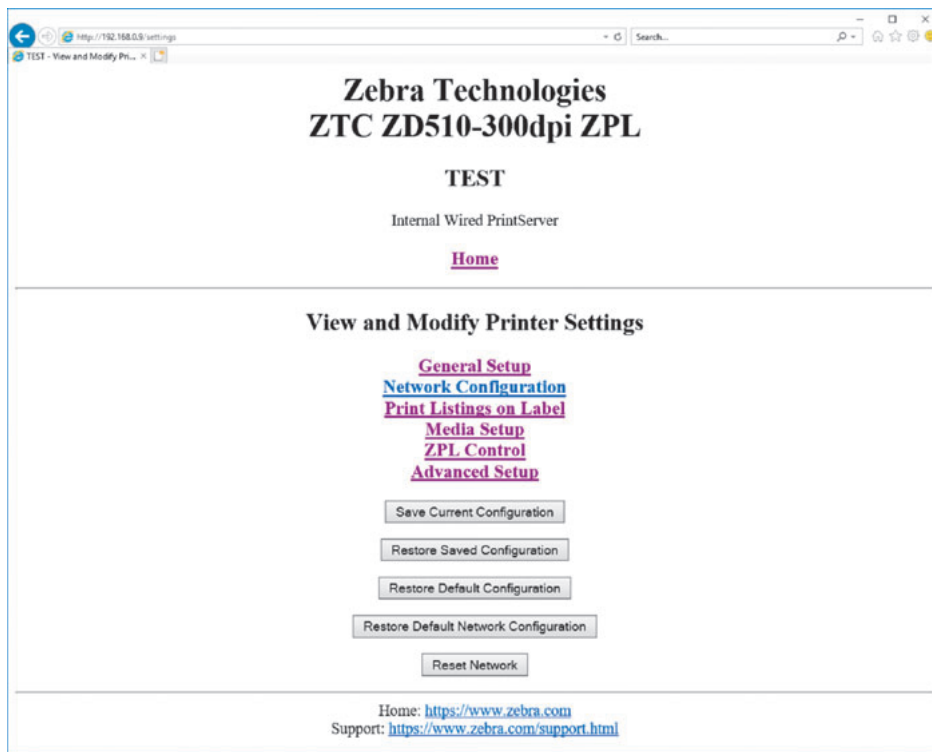 http://192.168.0.9/settings
Search...
TEST - View and Modify Pri...
Zebra Technologies
ZTC ZD510-300dpi ZPL
TEST
Internal Wired PrintServer
Home
View and Modify Printer Settings
General Setup
Network Configuration
Print Listings on Label
Media Setup
ZPL Control
Advanced Setup
Save Current Configuration
Restore Saved Configuration
Restore Default Configuration
Restore Default Network Configuration
Reset Network
Home: https://www.zebra.com
Support: https://www.zebra.com/support.html